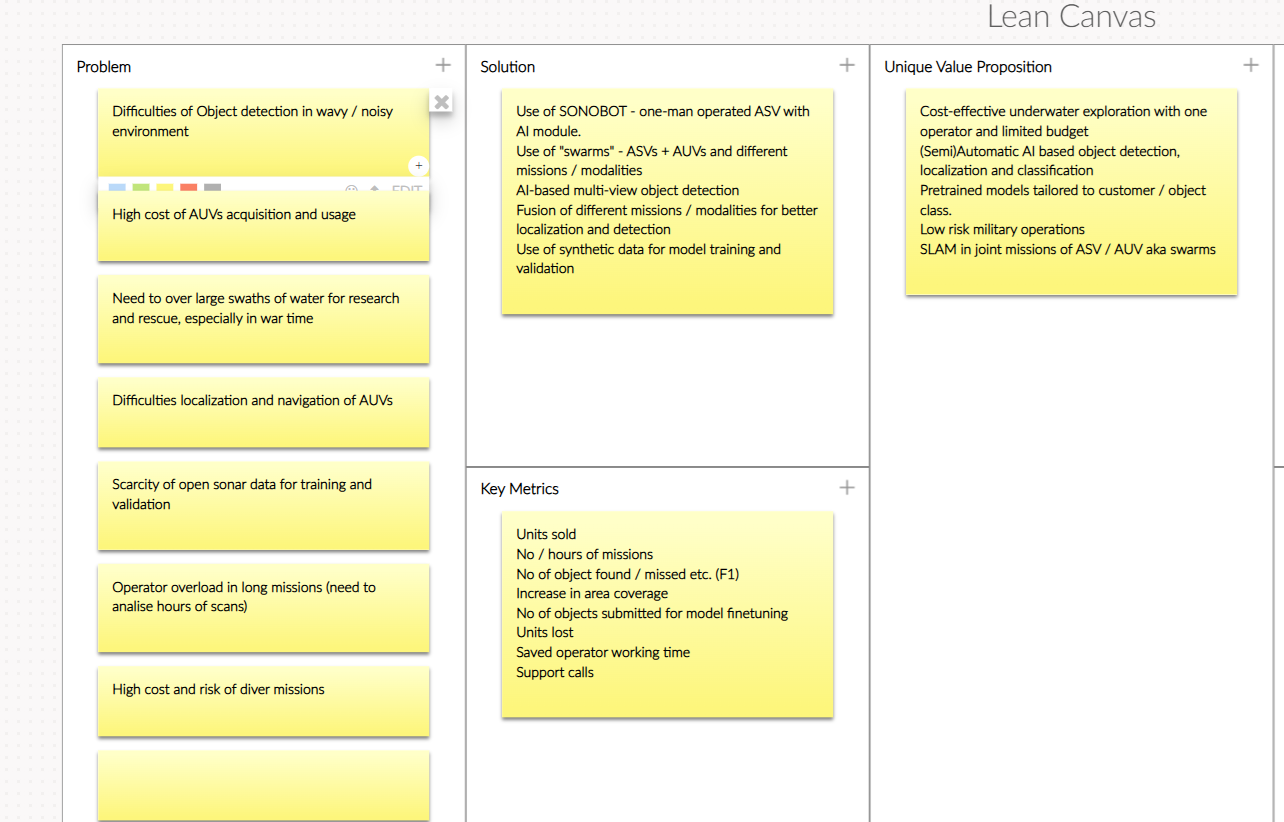 Lean Canvas
Problem
Difficulties of Object detection in wavy / noisy
environment
EDIT
High cost of AUVs acquisition and usage
Need to over large swaths of water for research
and rescue, especially in war time
Difficulties localization and navigation of AUVs
Scarcity of open sonar data for training and
validation
Operator overload in long missions (need to
analise hours of scans)
High cost and risk of diver missions
Solution
Use of SONOBOT - one-man operated ASV with
AI module.
Use of "swarms" - ASVs + AUVs and different
missions / modalities
AI-based multi-view object detection
Fusion of different missions / modalities for better
localization and detection
Use of synthetic data for model training and
validation
Key Metrics
Units sold
No / hours of missions
No of object found / missed etc. (F1)
Increase in area coverage
No of objects submitted for model finetuning
Units lost
Saved operator working time
Support calls
Unique Value Proposition
Cost-effective underwater exploration with one
operator and limited budget
(Semi)Automatic AI based object detection,
localization and classification
Pretrained models tailored to customer / object
class.
Low risk military operations
SLAM in joint missions of ASV / AUV aka swarms